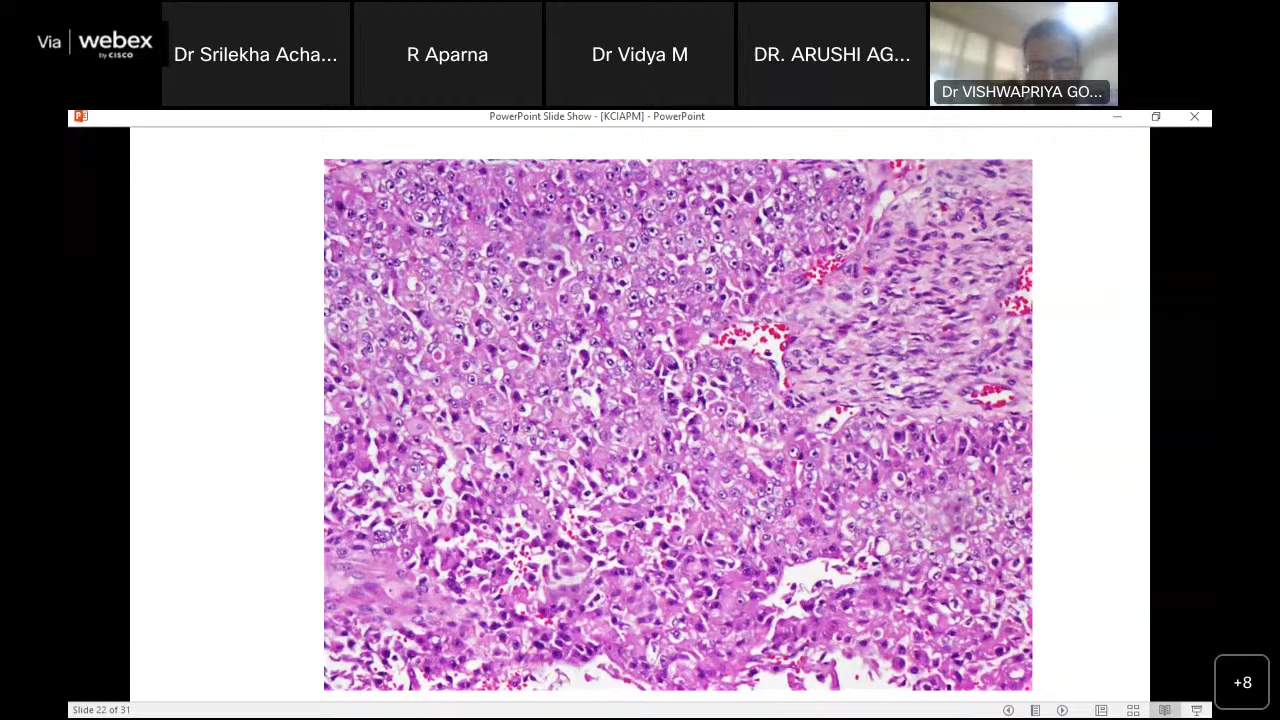 Via webex
by CISCO
Dr Srilekha Acha...
R Aparna
Dr Vidya M
DR. ARUSHI AG...
Dr VISHWAPRIYA GO...
PowerPoint Slide Show - [KCIAPM] - PowerPoint
Slide 22 of 31
+8